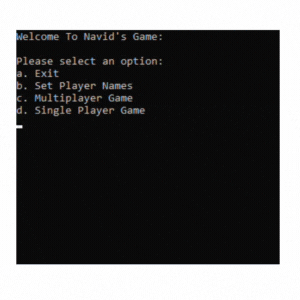 Welcome To Navid's Game:
Please select an option:
a. Exit
b. Set Player Names
c. Multiplayer Game
d. Single Player Game